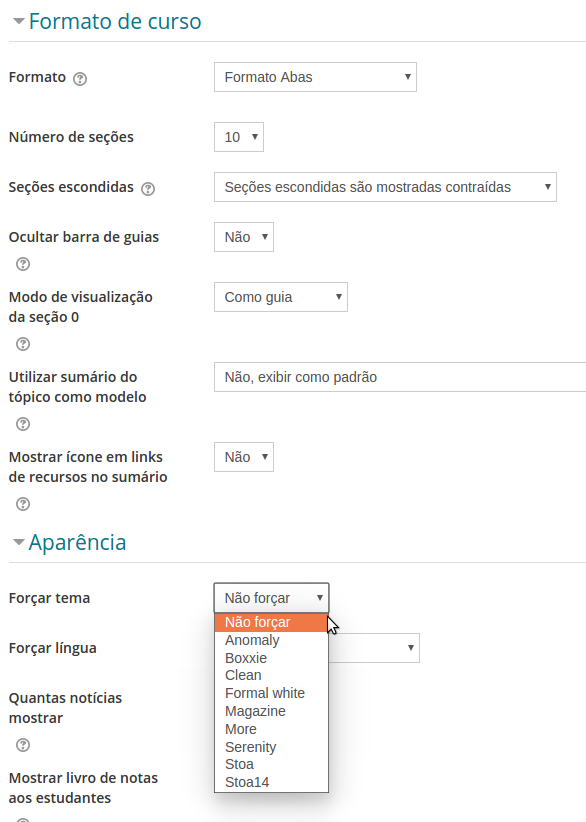 Formato de curso
Formato
Formato Abas
Número de seções
10
Seções escondidas
Seções escondidas são mostradas contraídas
Ocultar barra de guias
Não
Modo de visualização
da seção 0
Como guia
Utilizar sumário do
tópico como modelo
Não, exibir como padrão
Mostrar ícone em links
de recursos no sumário
Não
Aparência
Forçar tema
Não forçar
Não forçar
Anomaly
Boxxie
Clean
Formal white
Magazine
More
Serenity
Stoa
Stoa14
Forçar língua
Quantas notícias
mostrar
Mostrar livro de notas
aos estudantes